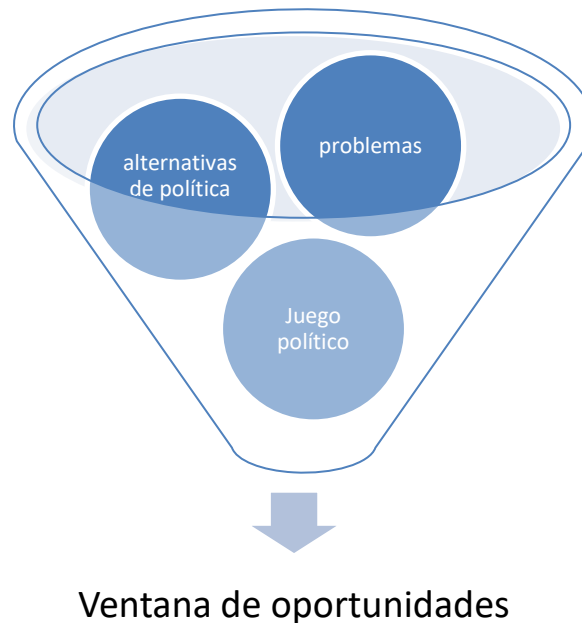 problemas
alternativas
de política
Juego
político
Ventana de oportunidades